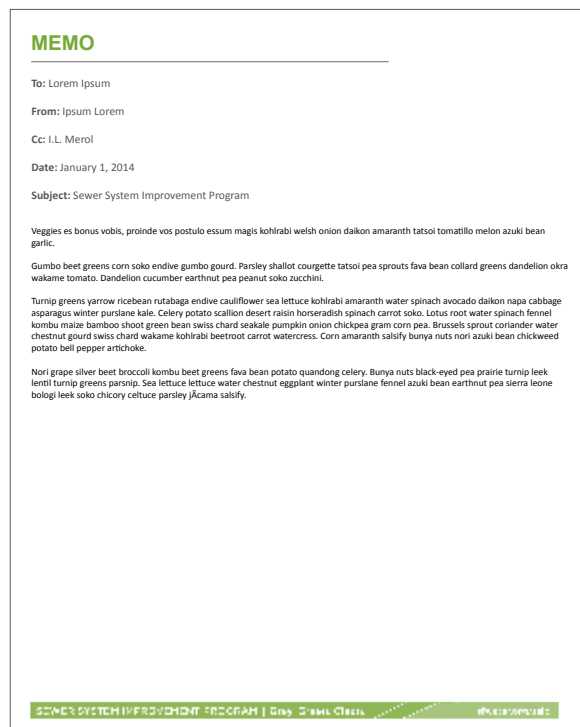 MEMO
To: Lorem Ipsum
From: Ipsum Lorem
Cc: I.L. Merol
Date: January 1, 2014
Subject: Sewer System Improvement Program
Veggies es bonus vobis, proinde vos postulo essum magis kohlrabi welsh onion daikon amaranth tatsoi tomatillo melon azuki bean
garlic.
Gumbo beet greens corn soko endive gumbo gourd. Parsley shallot courgette tatsoi pea sprouts fava bean collard greens dandelion okra
wakame tomato. Dandelion cucumber earthnut pea peanut soko zucchini.
Turnip greens yarrow ricebean rutabaga endive cauliflower sea lettuce kohlrabi amaranth water spinach avocado daikon napa cabbage
asparagus winter purslane kale. Celery potato scallion desert raisin horseradish spinach carrot soko. Lotus root water spinach fennel
kombu maize bamboo shoot green bean swiss chard seakale pumpkin onion chickpea gram corn pea. Brussels sprout coriander water
chestnut gourd swiss chard wakame kohlrabi beetroot carrot watercress. Corn amaranth salsify bunya nuts nori azuki bean chickweed
potato bell pepper artichoke.
Nori grape silver beet broccoli kombu beet greens fava bean potato quandong celery. Bunya nuts black-eyed pea prairie turnip leek
lentil turnip greens parsnip. Sea lettuce lettuce water chestnut eggplant winter purslane fennel azuki bean earthnut pea sierra leone
bologi leek soko chicory celtuce parsley jÃcama salsify.
SEWER SYSTEM IMPROVEMENT PROGRAM | Grey. Green. Clean.